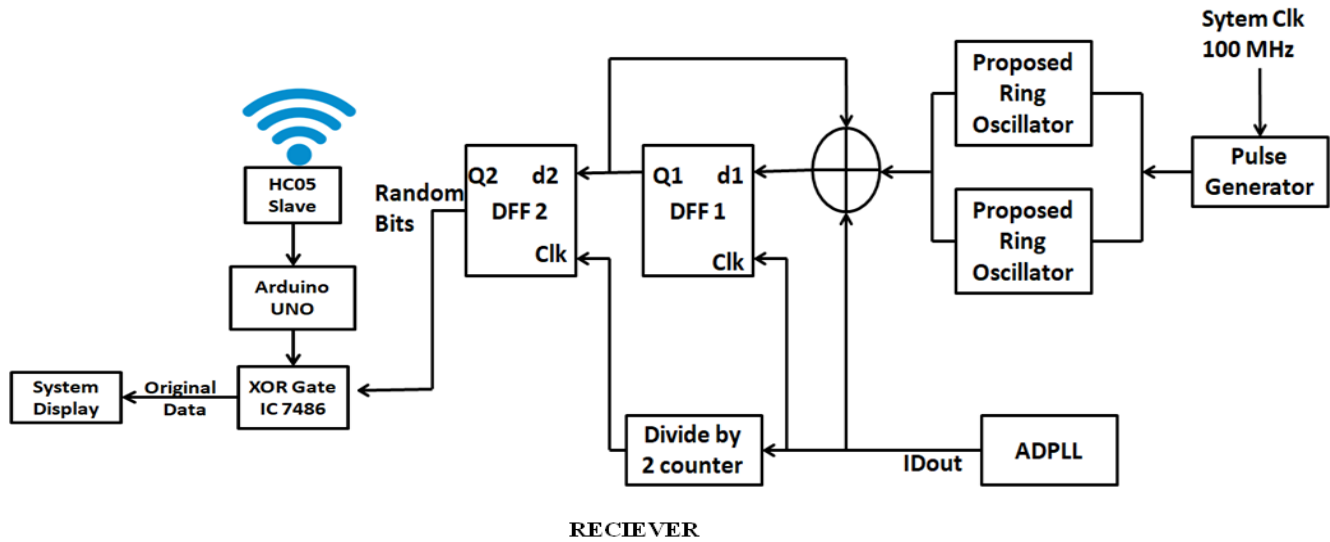 Sytem Clk
100 MHz
Proposed
Ring
Oscillator
Pulse
Generator
Proposed
Ring
Oscillator
HC05
Slave
Random
Bits
Q2 d2
DFF 2
Clk
Q1 d1
DFF 1
Clk
Arduino
UNO
XOR Gate
IC 7486
Original
Data
System
Display
Divide by
2 counter
IDout
ADPLL
RECIEVER